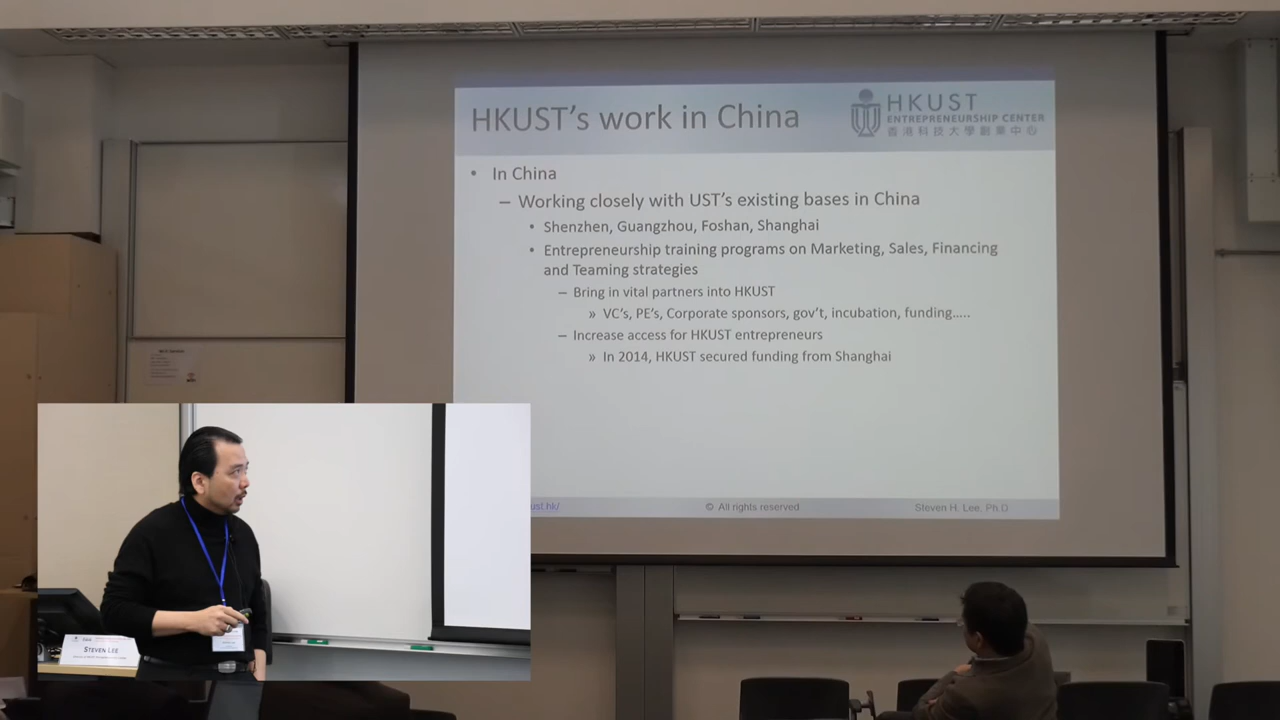 HKUST's work in China
HKUST
ENTREPRENEURSHIP CENTER
香港科技大學創業中心
• In China
– Working closely with UST's existing bases in China
• Shenzhen, Guangzhou, Foshan, Shanghai
• Entrepreneurship training programs on Marketing, Sales, Financing
and Teaming strategies
– Bring in vital partners into HKUST
» VC's, PE's, Corporate sponsors, gov't, incubation, funding…..
– Increase access for HKUST entrepreneurs
» In 2014, HKUST secured funding from Shanghai
ust.hk/
© All rights reserved
Steven H. Lee, Ph.D
STEVEN LEE